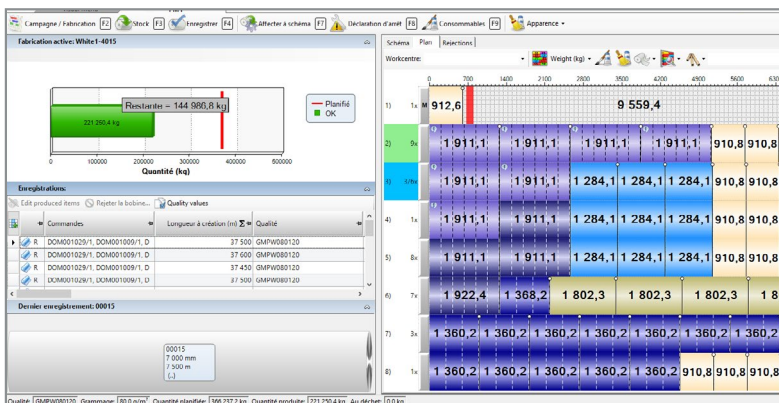 Campagne / Fabrication F2 Stock F3 Enregistrer F4 Affecter à schéma F7 Déclaration d'arrêt F8 Consommables F9 Apparence
Fabrication active: White1-4015
Restante = 144 986,8 kg
221 250,4 kg
Planifié
OK
0 100000 200000 300000 400000 500000
Quantité (kg)
Enregistrations:
Edit produced items Rejeter la bobine... Quality values
Commandes Longueur à création (m) Σ Qualité
R DOM001029/1, DOM001009/1, D 37 500 GMPW080120
R DOM001029/1, DOM001009/1, D 37 600 GMPW080120
R DOM001029/1, DOM001009/1, D 37 450 GMPW080120
R DOM001029/1, DOM001009/1, D 37 500 GMPW080120
Dernier enregistrement: 00015
00015
7 000 mm
7 500 m
(..)
Schéma Plan Rejections
Workcentre: Weight (kg)
0 700 1400 2100 2800 3500 4200 4900 5600 630
1) 1x M 912,6 9 559,4
2) 9x 1 911,1 1 911,1 1 911,1 1 911,1 910,8 910,8
3) 3/6x 1 911,1 1 911,1 1 284,1 1 284,1 1 284,1 910,8 910,8
4) 1x 1 911,1 1 911,1 1 284,1 1 284,1 1 284,1 910,8 910,8
5) 8x 1 911,1 1 911,1 1 284,1 1 284,1 1 284,1 910,8 910,8
6) 7x 1 922,4 1 368,2 1 802,3 1 802,3 1 802,3 1 8
7) 3x 1 360,2 1 360,2 1 360,2 1 360,2 1 360,2 1 360,2 1 360,2
8) 1x 1 360,2 1 360,2 1 360,2 1 360,2 1 360,2 910,8 910,8 910,8
Qualité: GMPW080120 Grammage: 80,0 g/m² Quantité planifiée: 366 237,2 kg Quantité produite: 221 250,4 kg Au déchet: 0,0 kg